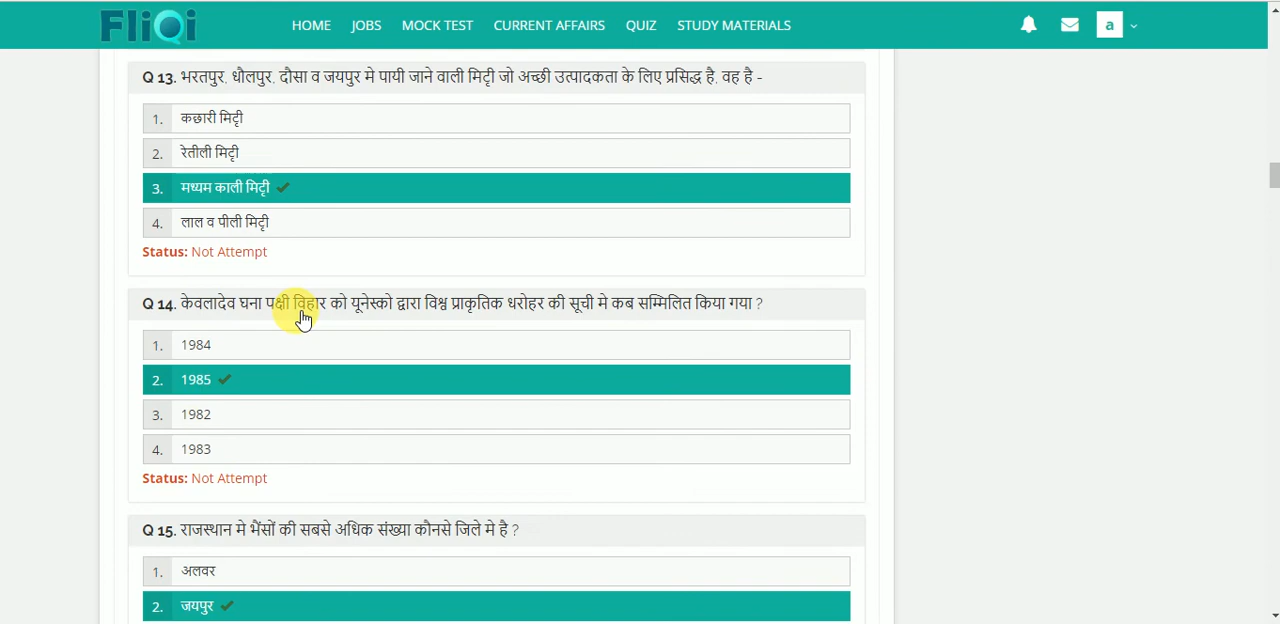 FliQi HOME JOBS MOCK TEST CURRENT AFFAIRS QUIZ STUDY MATERIALS a
Q 13. भरतपुर, धौलपुर, दौसा व जयपुर मे पायी जाने वाली मिट्टी जो अच्छी उत्पादकता के लिए प्रसिद्ध है, वह है -
1. कछारी मिट्टी
2. रेतीली मिट्टी
3. मध्यम काली मिट्टी
4. लाल व पीली मिट्टी
Status: Not Attempt
Q 14. केवलादेव घना पक्षी विहार को यूनेस्को द्वारा विश्व प्राकृतिक धरोहर की सूची मे कब सम्मिलित किया गया ?
1. 1984
2. 1985
3. 1982
4. 1983
Status: Not Attempt
Q 15. राजस्थान मे भैंसों की सबसे अधिक संख्या कौनसे जिले मे है ?
1. अलवर
2. जयपुर